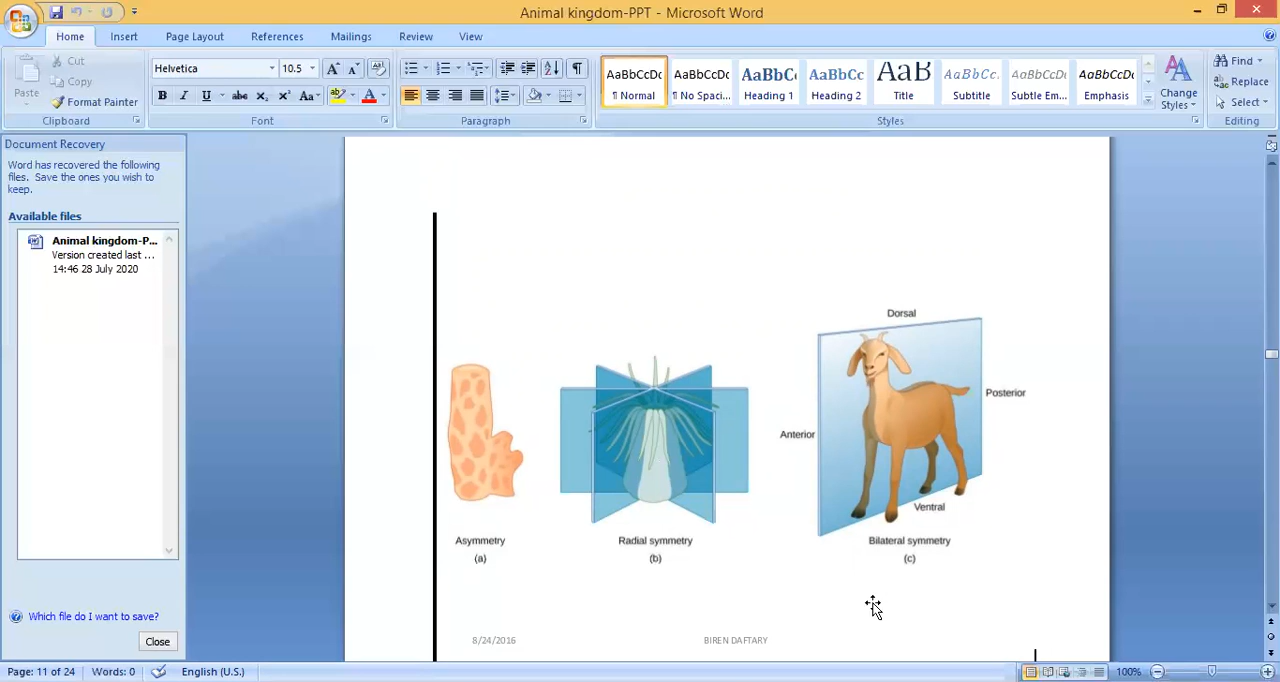 Animal kingdom-PPT - Microsoft Word
Home Insert Page Layout References Mailings Review View
Paste
Cut
Copy
Format Painter
Clipboard
Helvetica 10.5
Font
Paragraph
AaBbCcDc AaBbCcDc AaBbC AaBbCc AaB AaBbCc. AaBbCcDc AaBbCcDc
¶ Normal ¶ No Spaci... Heading 1 Heading 2 Title Subtitle Subtle Em... Emphasis
Change Styles
Styles
Find
Replace
Select
Editing
Document Recovery
Word has recovered the following
files. Save the ones you wish to
keep.
Available files
Animal kingdom-P...
Version created last ...
14:46 28 July 2020
Which file do I want to save?
Close
Dorsal
Posterior
Anterior
Ventral
Asymmetry
(a)
Radial symmetry
(b)
Bilateral symmetry
(c)
8/24/2016 BIREN DAFTARY
Page: 11 of 24 Words: 0 English (U.S.) 100%